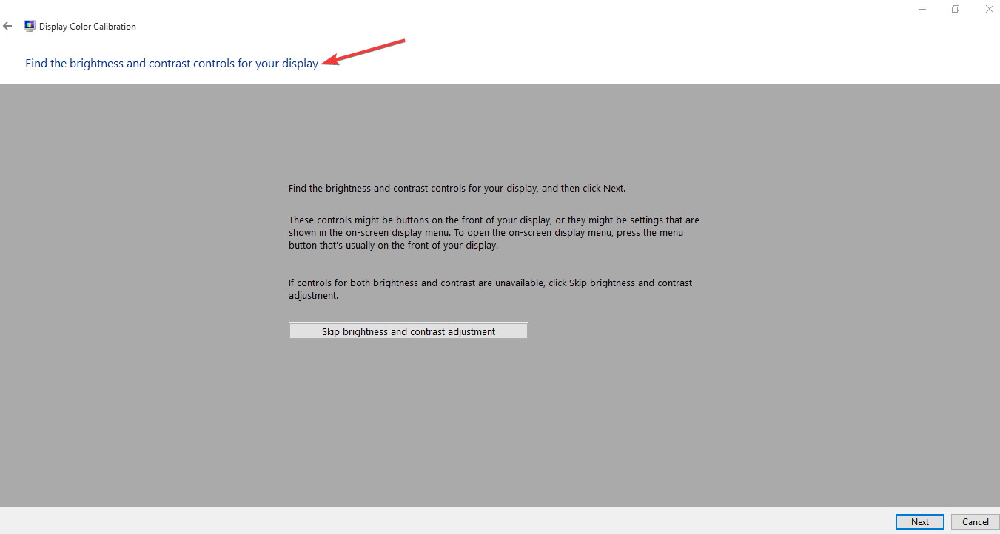 Display Color Calibration
Find the brightness and contrast controls for your display
Find the brightness and contrast controls for your display, and then click Next.
These controls might be buttons on the front of your display, or they might be settings that are
shown in the on-screen display menu. To open the on-screen display menu, press the menu
button that's usually on the front of your display.
If controls for both brightness and contrast are unavailable, click Skip brightness and contrast
adjustment.
Skip brightness and contrast adjustment
Next
Cancel